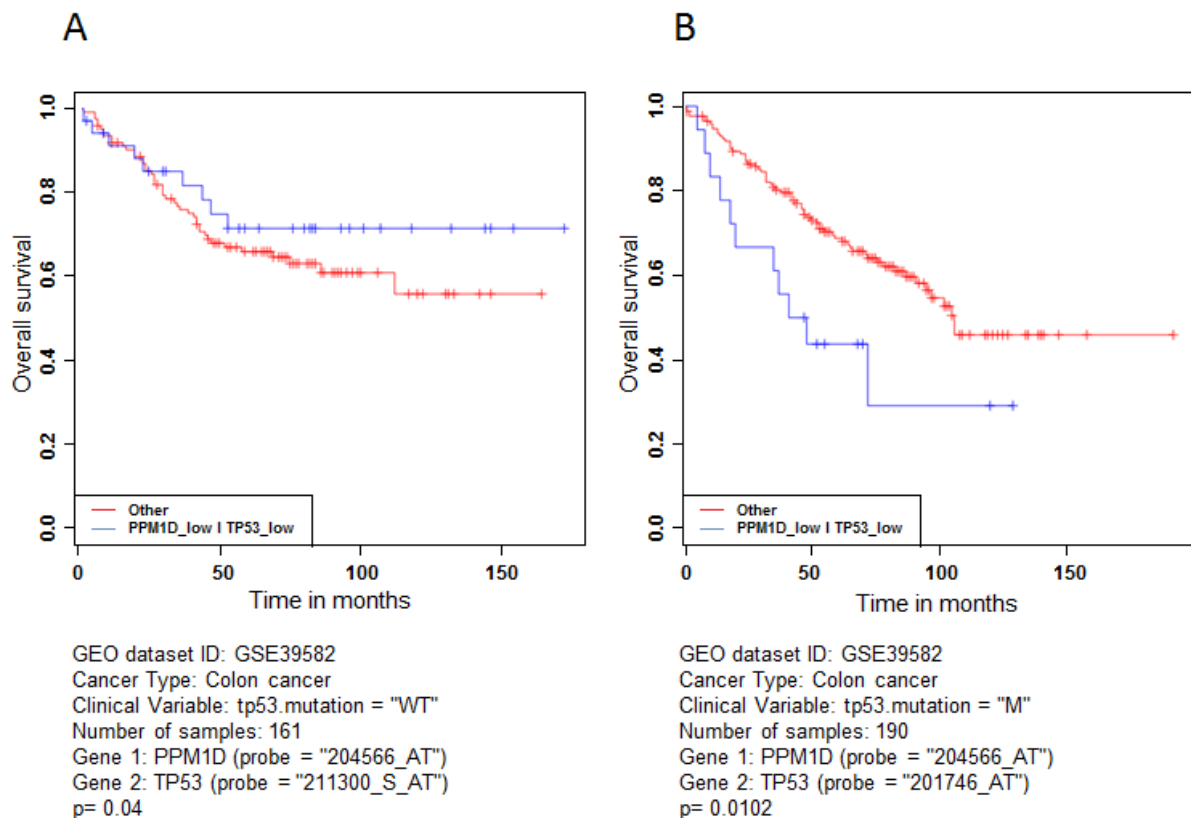 A
B
Overall survival
1.0
0.8
0.6
0.4
0.2
0.0
Other
PPM1D_low I TP53_low
0 50 100 150
Time in months
Overall survival
1.0
0.8
0.6
0.4
0.2
0.0
Other
PPM1D_low I TP53_low
0 50 100 150
Time in months
GEO dataset ID: GSE39582
Cancer Type: Colon cancer
Clinical Variable: tp53.mutation = "WT"
Number of samples: 161
Gene 1: PPM1D (probe = "204566_AT")
Gene 2: TP53 (probe = "211300_S_AT")
p= 0.04
GEO dataset ID: GSE39582
Cancer Type: Colon cancer
Clinical Variable: tp53.mutation = "M"
Number of samples: 190
Gene 1: PPM1D (probe = "204566_AT")
Gene 2: TP53 (probe = "201746_AT")
p= 0.0102